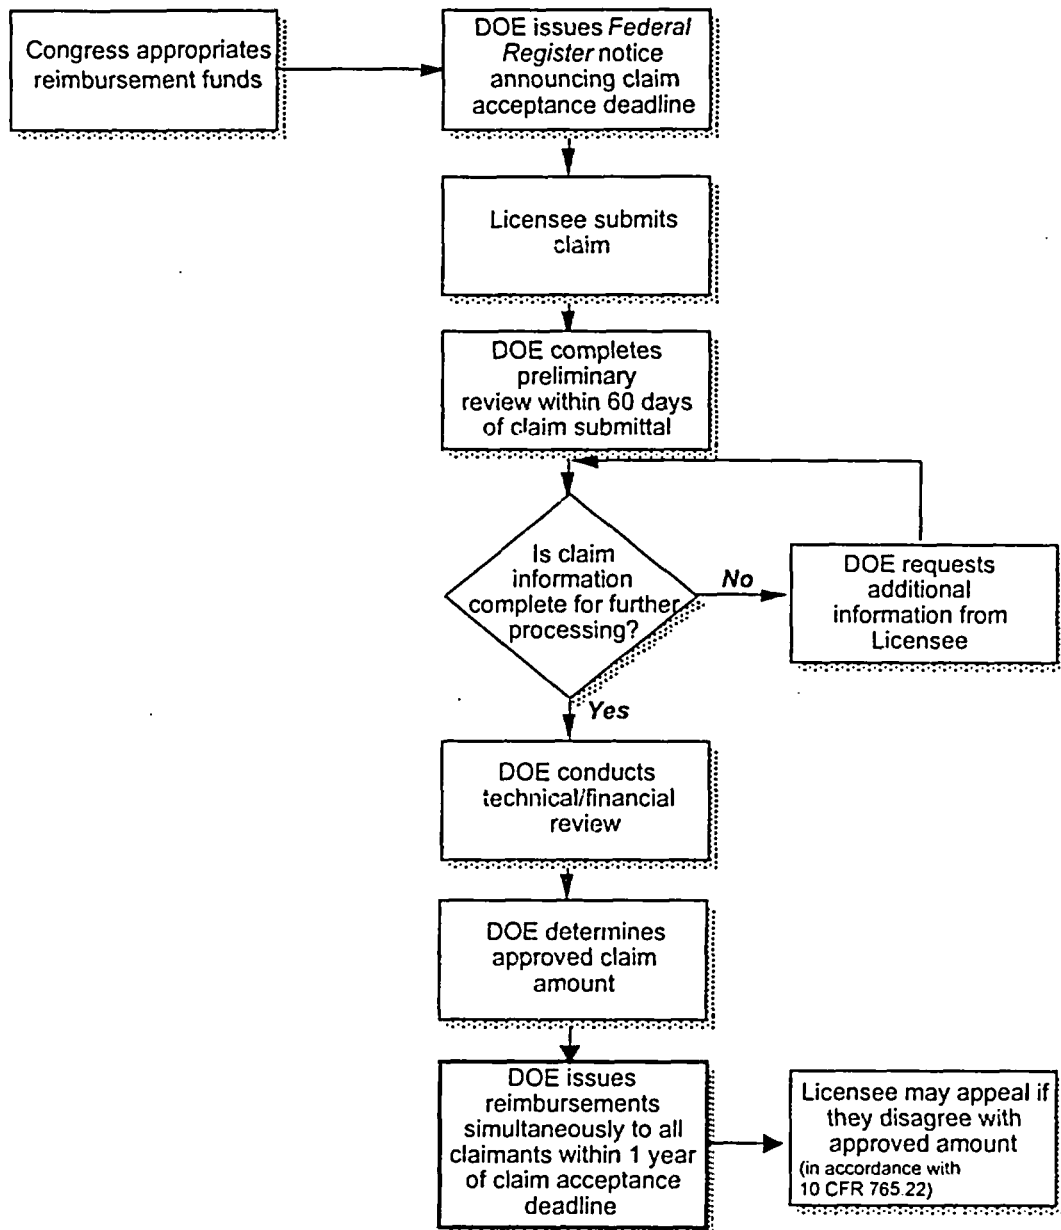 Congress appropriates
reimbursement funds
DOE issues Federal
Register notice
announcing claim
acceptance deadline
Licensee submits
claim
DOE completes
preliminary
review within 60 days
of claim submittal
Is claim
information
complete for further
processing?
No
DOE requests
additional
information from
Licensee
Yes
DOE conducts
technical/financial
review
DOE determines
approved claim
amount
DOE issues
reimbursements
simultaneously to all
claimants within 1 year
of claim acceptance
deadline
Licensee may appeal if
they disagree with
approved amount
(in accordance with
10 CFR 765.22)